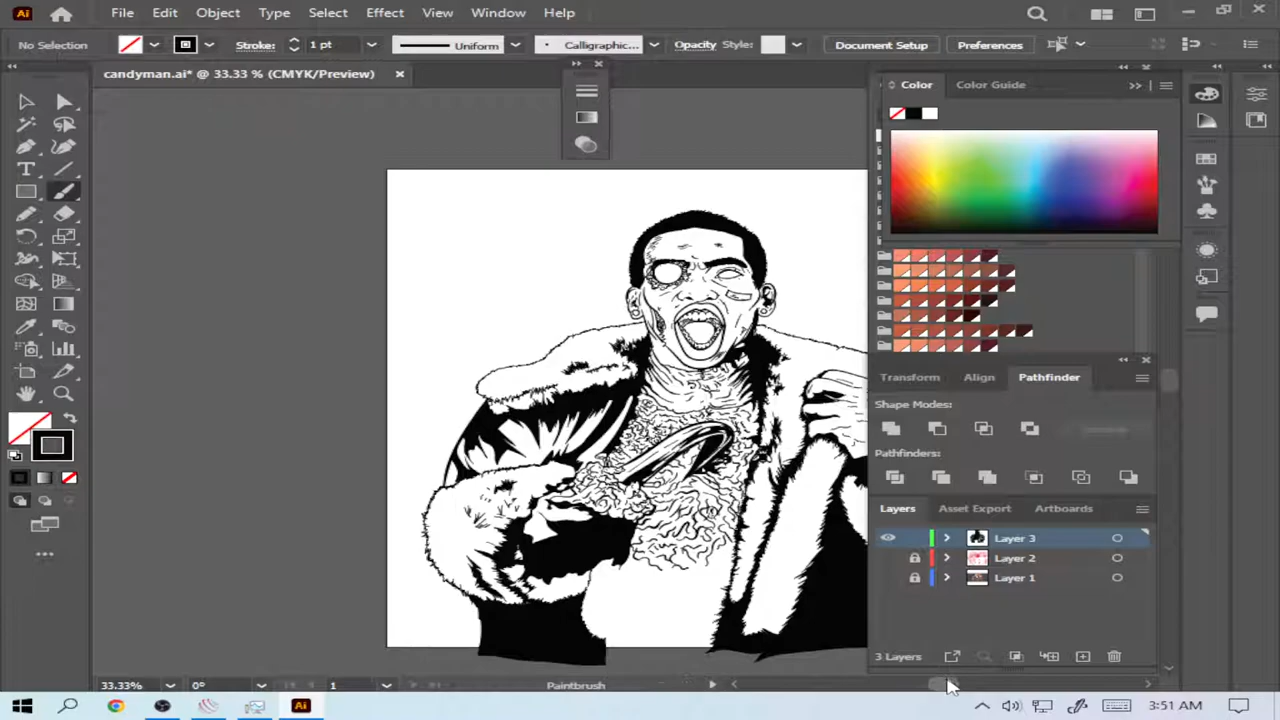 Ai File Edit Object Type Select Effect View Window Help
No Selection Stroke: 1 pt Uniform Calligraphic... Opacity Style: Document Setup Preferences
candyman.ai* @ 33.33 % (CMYK/Preview)
Color Color Guide
Transform Align Pathfinder
Shape Modes:
Pathfinders:
Layers Asset Export Artboards
Layer 3
Layer 2
Layer 1
3 Layers
33.33% 0° 1 Paintbrush
Ai 3:51 AM